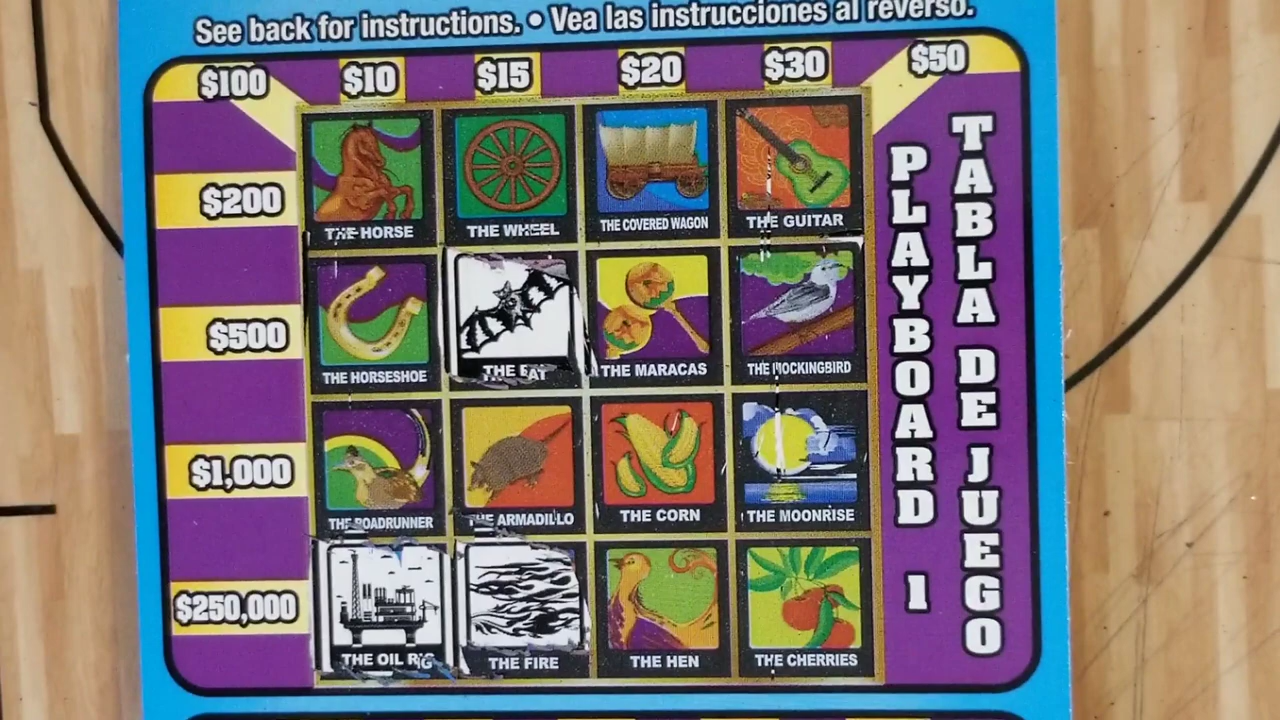 See back for instructions. • Vea las instrucciones al reverso.
$100 $10 $15 $20 $30 $50
$200
$500
$1,000
$250,000
THE HORSE THE WHEEL THE COVERED WAGON THE GUITAR
THE HORSESHOE THE BAT THE MARACAS THE MOCKINGBIRD
THE ROADRUNNER THE ARMADILLO THE CORN THE MOONRISE
THE OIL RIG THE FIRE THE HEN THE CHERRIES
PLAYBOARD 1
TABLA DE JUEGO